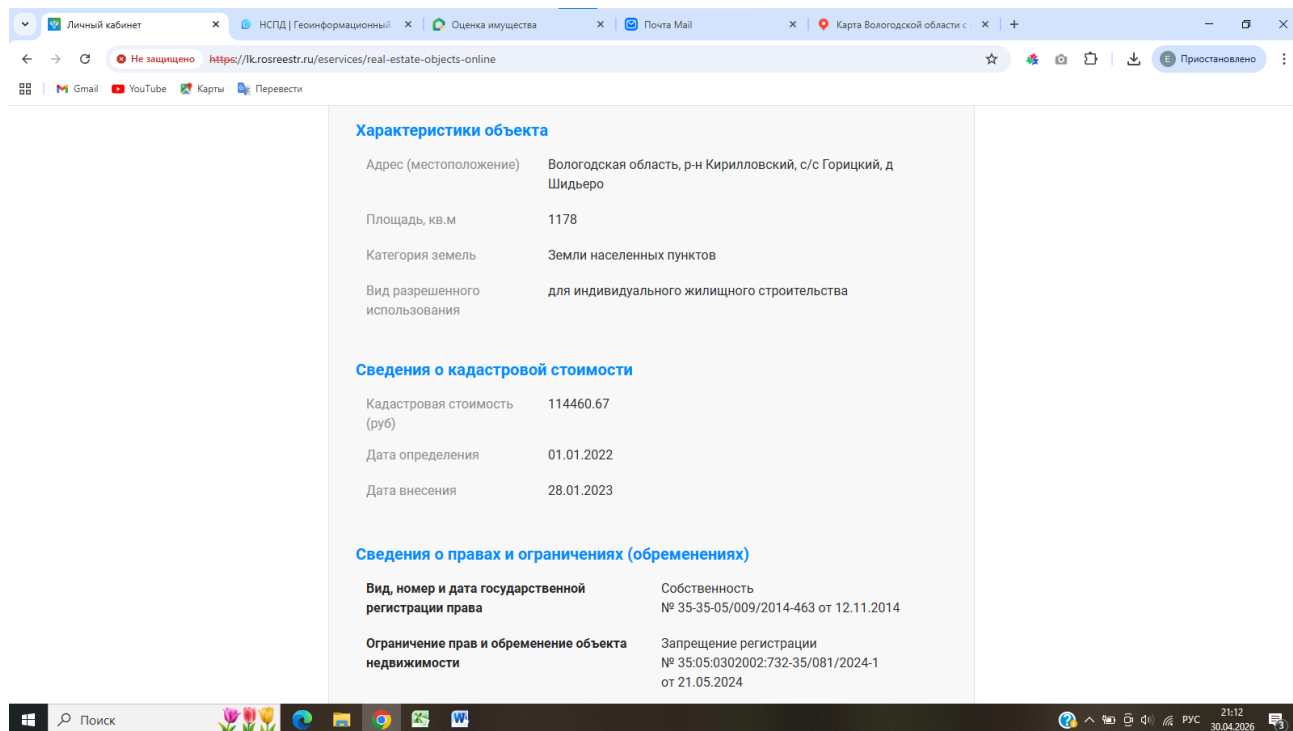 Личный кабинет
НСПД | Геоинформационный
Оценка имущества
Почта Mail
Карта Вологодской области с
Не защищено https://lk.rosreestr.ru/eservices/real-estate-objects-online
E Приостановлено
Gmail YouTube Карты Перевести
Характеристики объекта
Адрес (местоположение) Вологодская область, р-н Кирилловский, с/с Горицкий, д
Шидьеро
Площадь, кв.м 1178
Категория земель Земли населенных пунктов
Вид разрешенного для индивидуального жилищного строительства
использования
Сведения о кадастровой стоимости
Кадастровая стоимость 114460.67
(руб)
Дата определения 01.01.2022
Дата внесения 28.01.2023
Сведения о правах и ограничениях (обременениях)
Вид, номер и дата государственной Собственность
регистрации права № 35-35-05/009/2014-463 от 12.11.2014
Ограничение прав и обременение объекта Запрещение регистрации
недвижимости № 35:05:0302002:732-35/081/2024-1
от 21.05.2024
Поиск
РУС
21:12
30.04.2026
3